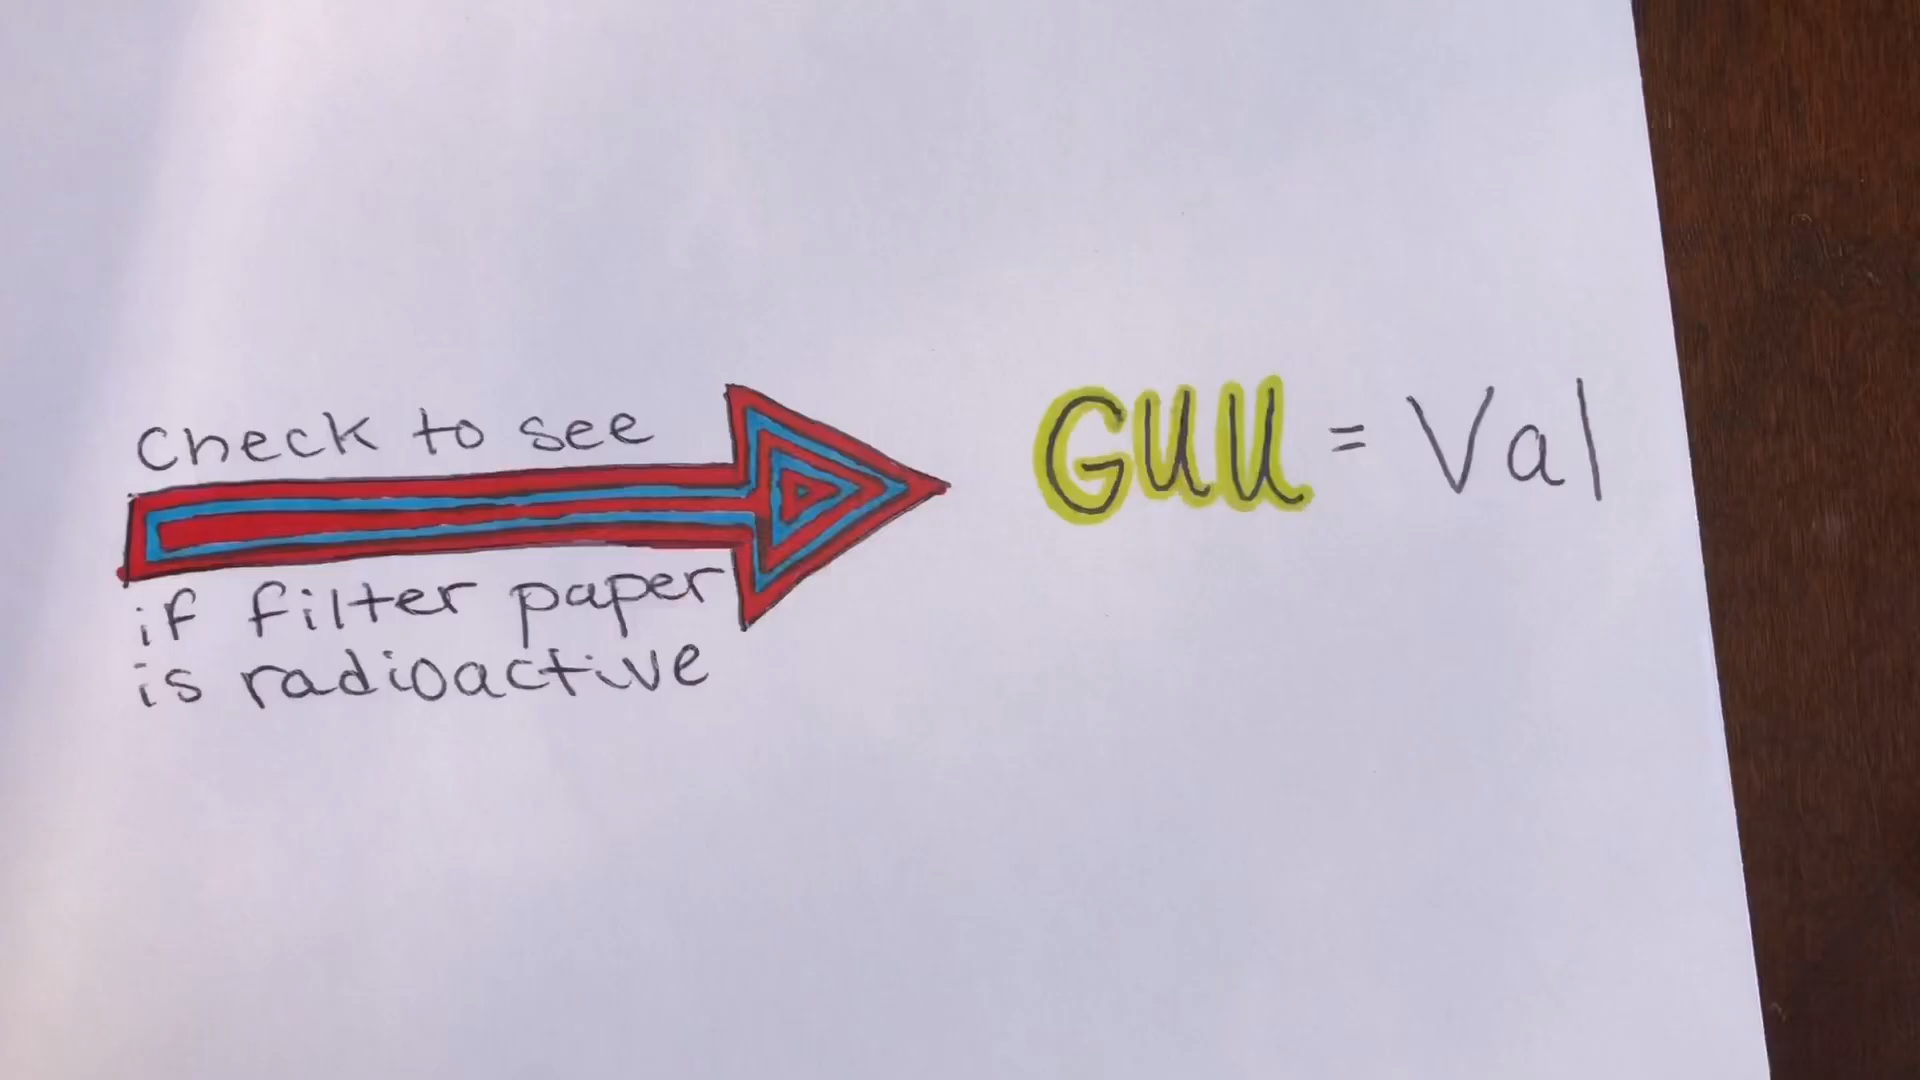 Check to see
if filter paper
is radioactive
GUU = Val